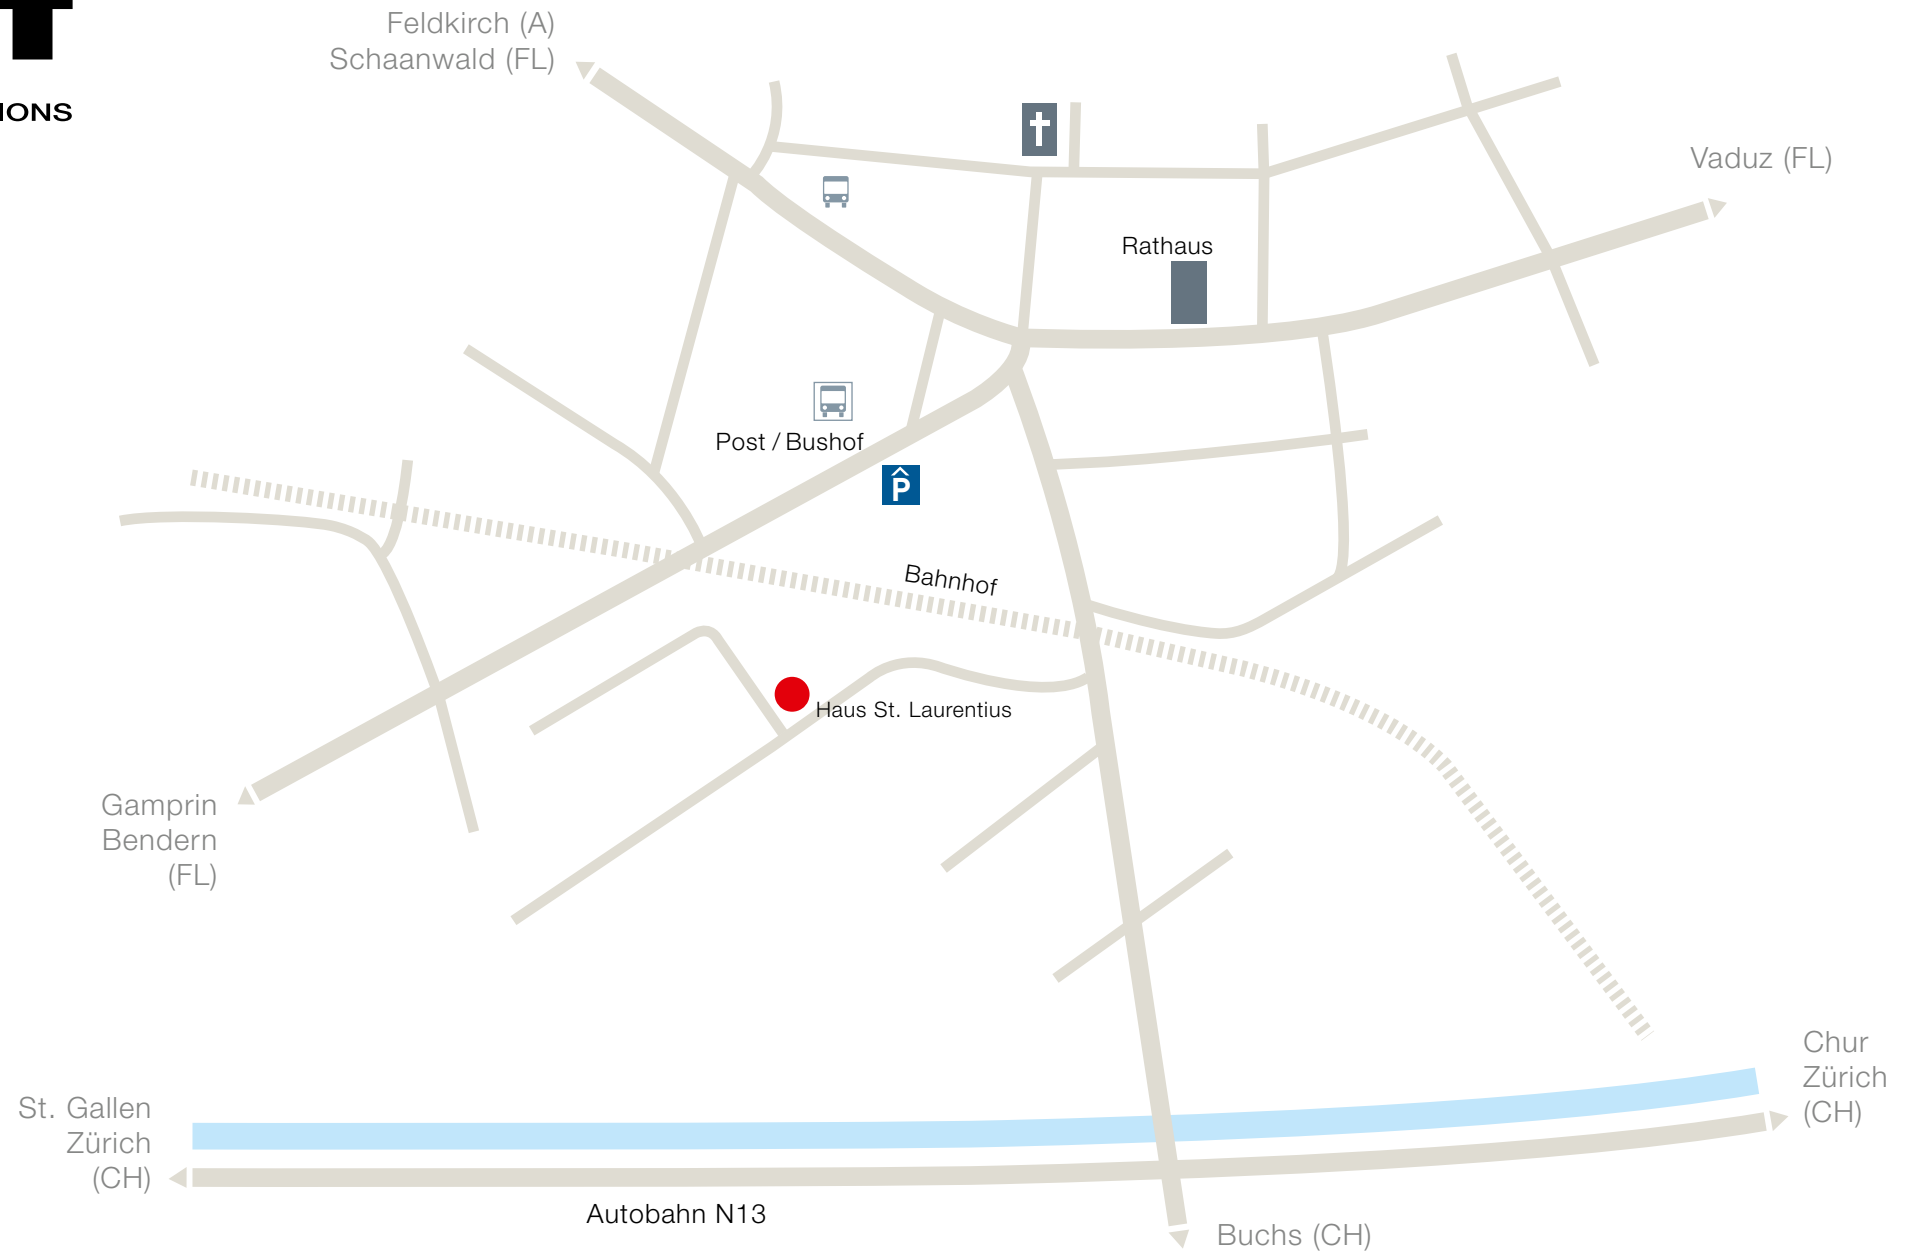 IONS
Feldkirch (A)
Schaanwald (FL)
Vaduz (FL)
Rathaus
Post / Bushof
P
Bahnhof
Haus St. Laurentius
Gamprin
Bendern
(FL)
Chur
Zürich
(CH)
St. Gallen
Zürich
(CH)
Autobahn N13
Buchs (CH)